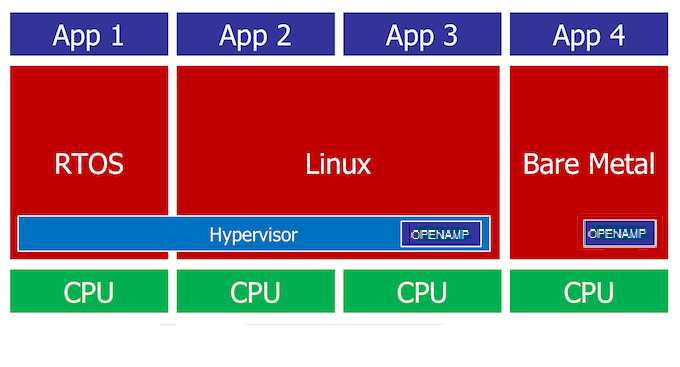 App 1
App 2
App 3
App 4
RTOS
Linux
Bare Metal
Hypervisor
OPENAMP
OPENAMP
CPU
CPU
CPU
CPU